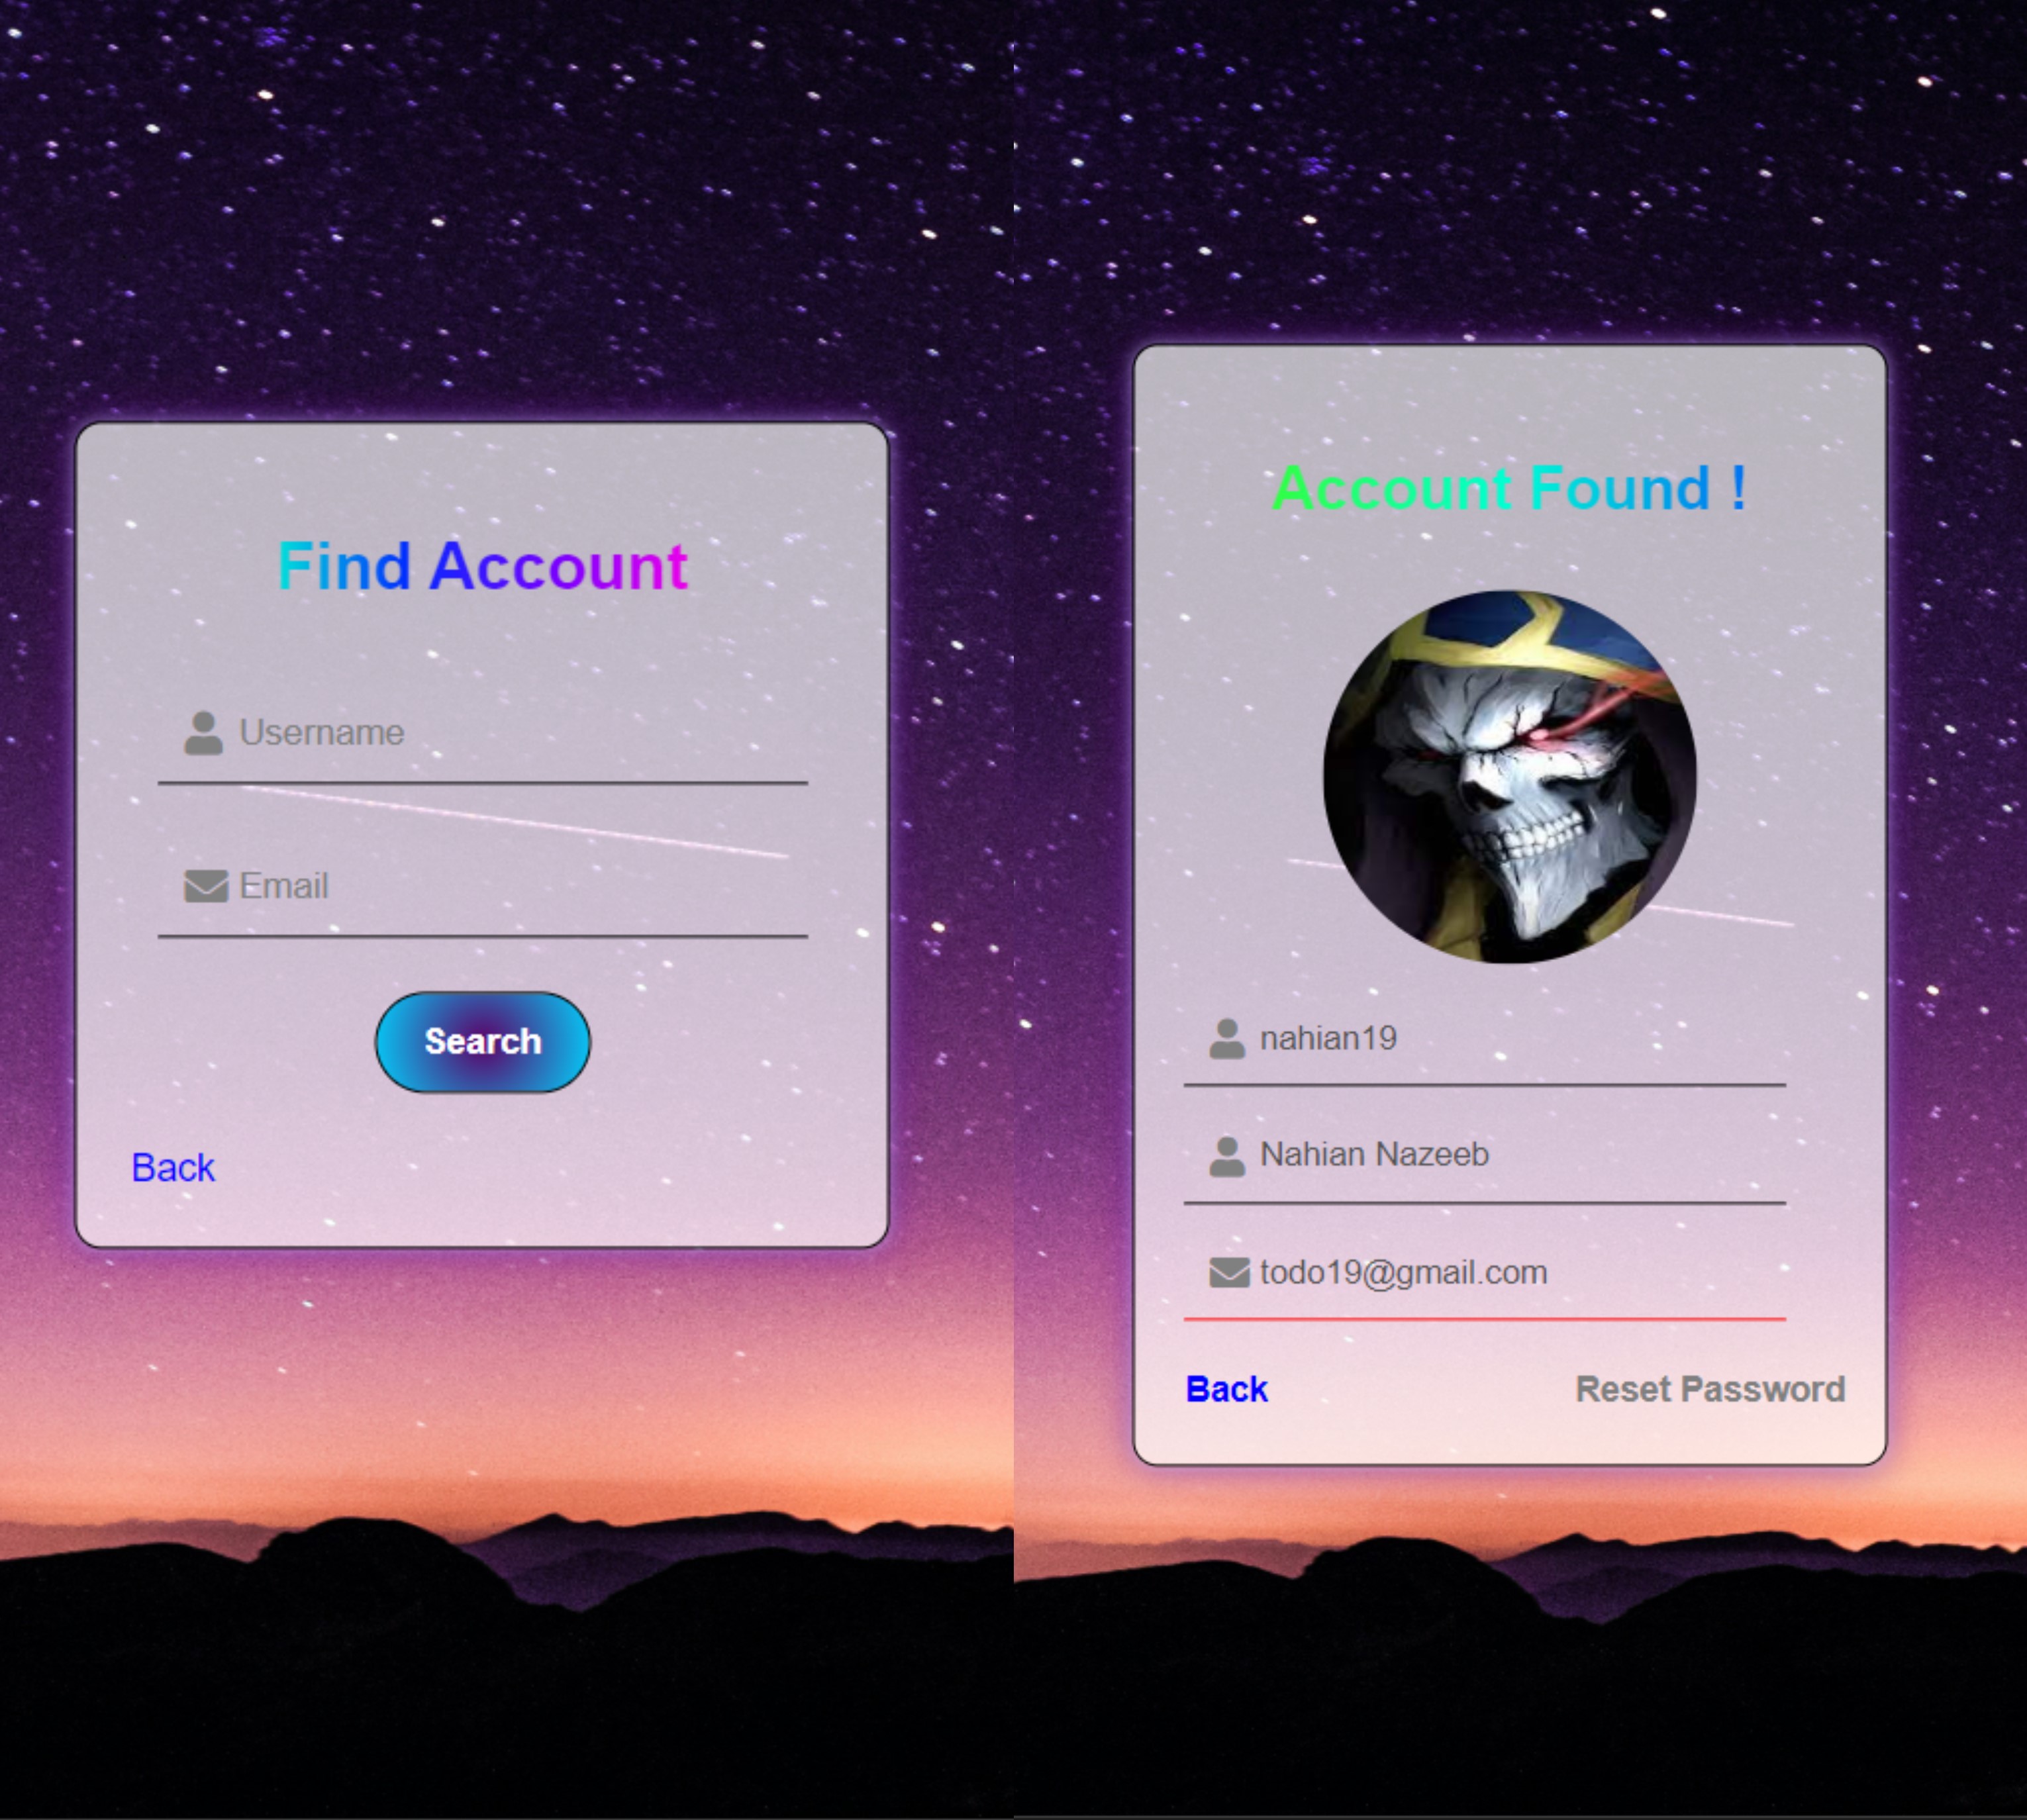 Find Account
Username
Email
Search
Back
Account Found !
nahian19
Nahian Nazeeb
todo19@gmail.com
Back
Reset Password